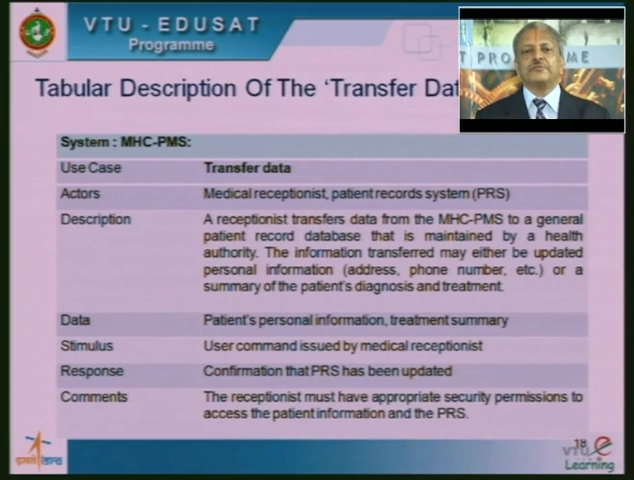 VTU - EDUSAT
Programme
T PRO
MME
Tabular Description Of The ‘Transfer Da
System : MHC-PMS:
Use Case Transfer data
Actors Medical receptionist, patient records system (PRS)
Description A receptionist transfers data from the MHC-PMS to a general
patient record database that is maintained by a health
authority. The information transferred may either be updated
personal information (address, phone number, etc.) or a
summary of the patient's diagnosis and treatment.
Data Patient's personal information, treatment summary
Stimulus User command issued by medical receptionist
Response Confirmation that PRS has been updated
Comments The receptionist must have appropriate security permissions to
access the patient information and the PRS.
18
VTU e
Learning